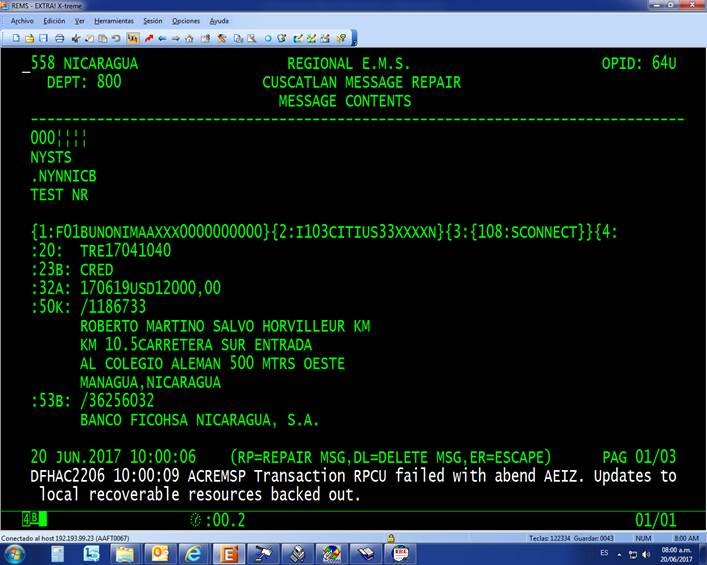 REMS - EXTRA! X-treme
Archivo Edición Ver Herramientas Sesión Opciones Ayuda
_558 NICARAGUA REGIONAL E.M.S. OPID: 64U
DEPT: 800 CUSCATLAN MESSAGE REPAIR
MESSAGE CONTENTS
--------------------------------------------------------------------------------
OOO¦¦¦¦
NYSTS
.NYNNICB
TEST NR
{1:F01BUNONIMAAXXX0000000000}{2:I103CITIUS33XXXXN}{3:{108:SCONNECT}}{4:
:20: TRE17041040
:23B: CRED
:32A: 170619USD12000,00
:50K: /1186733
ROBERTO MARTINO SALVO HORVILLEUR KM
KM 10.5CARRETERA SUR ENTRADA
AL COLEGIO ALEMAN 500 MTRS OESTE
MANAGUA,NICARAGUA
:53B: /36256032
BANCO FICOHSA NICARAGUA, S.A.
20 JUN.2017 10:00:06 (RP=REPAIR MSG,DL=DELETE MSG,ER=ESCAPE) PAG 01/03
DFHAC2206 10:00:09 ACREMSP Transaction RPCU failed with abend AEIZ. Updates to
local recoverable resources backed out.
4B :00.2 01/01
Conectado al host 192.193.99.23 (AAFT0067) Teclas: 122334 Guardar: 0043 NUM 8:00 AM
ES 08:00 a.m.
20/06/2017